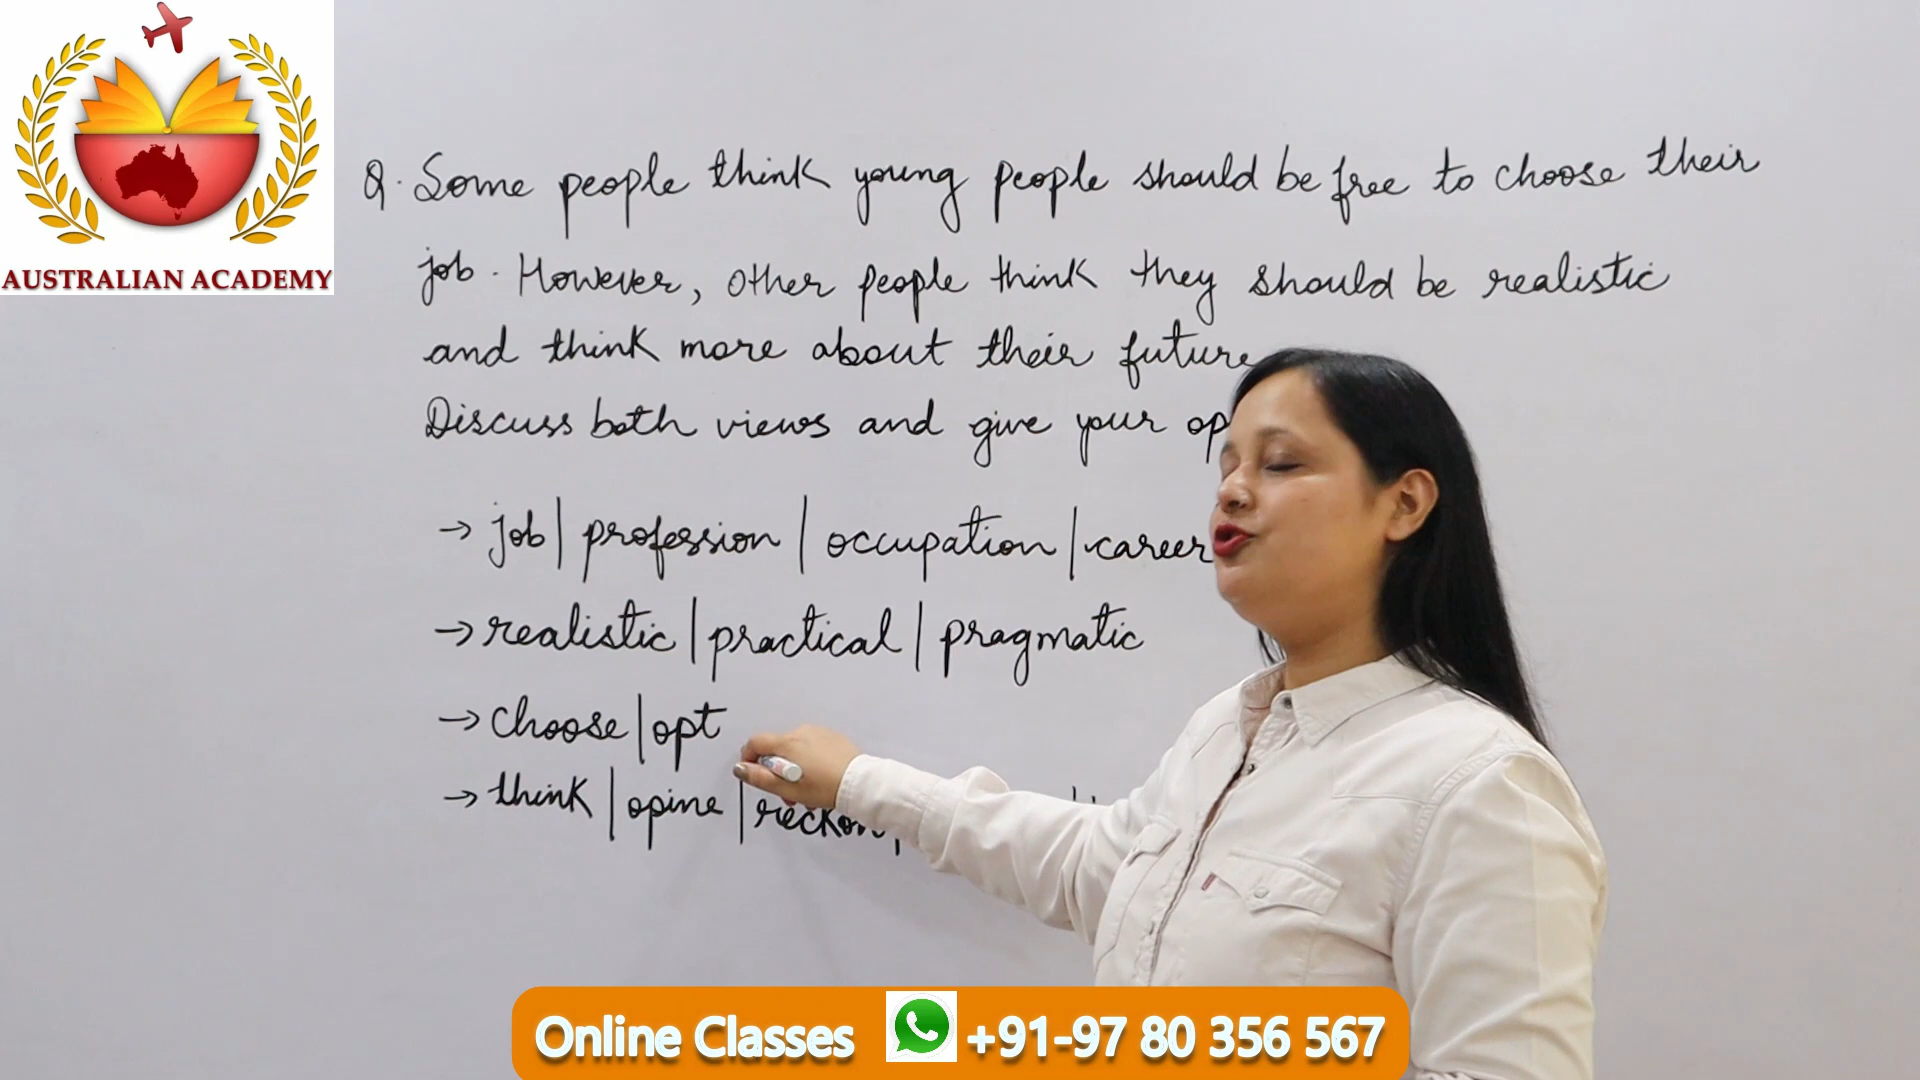 AUSTRALIAN ACADEMY
Q. Some people think young people should be free to choose their
job. However, other people think they should be realistic
and think more about their future
Discuss both views and give your op
→ job | profession | occupation | career
→ realistic | practical | pragmatic
→ choose | opt
→ think | opine | reckon
Online Classes +91-97 80 356 567